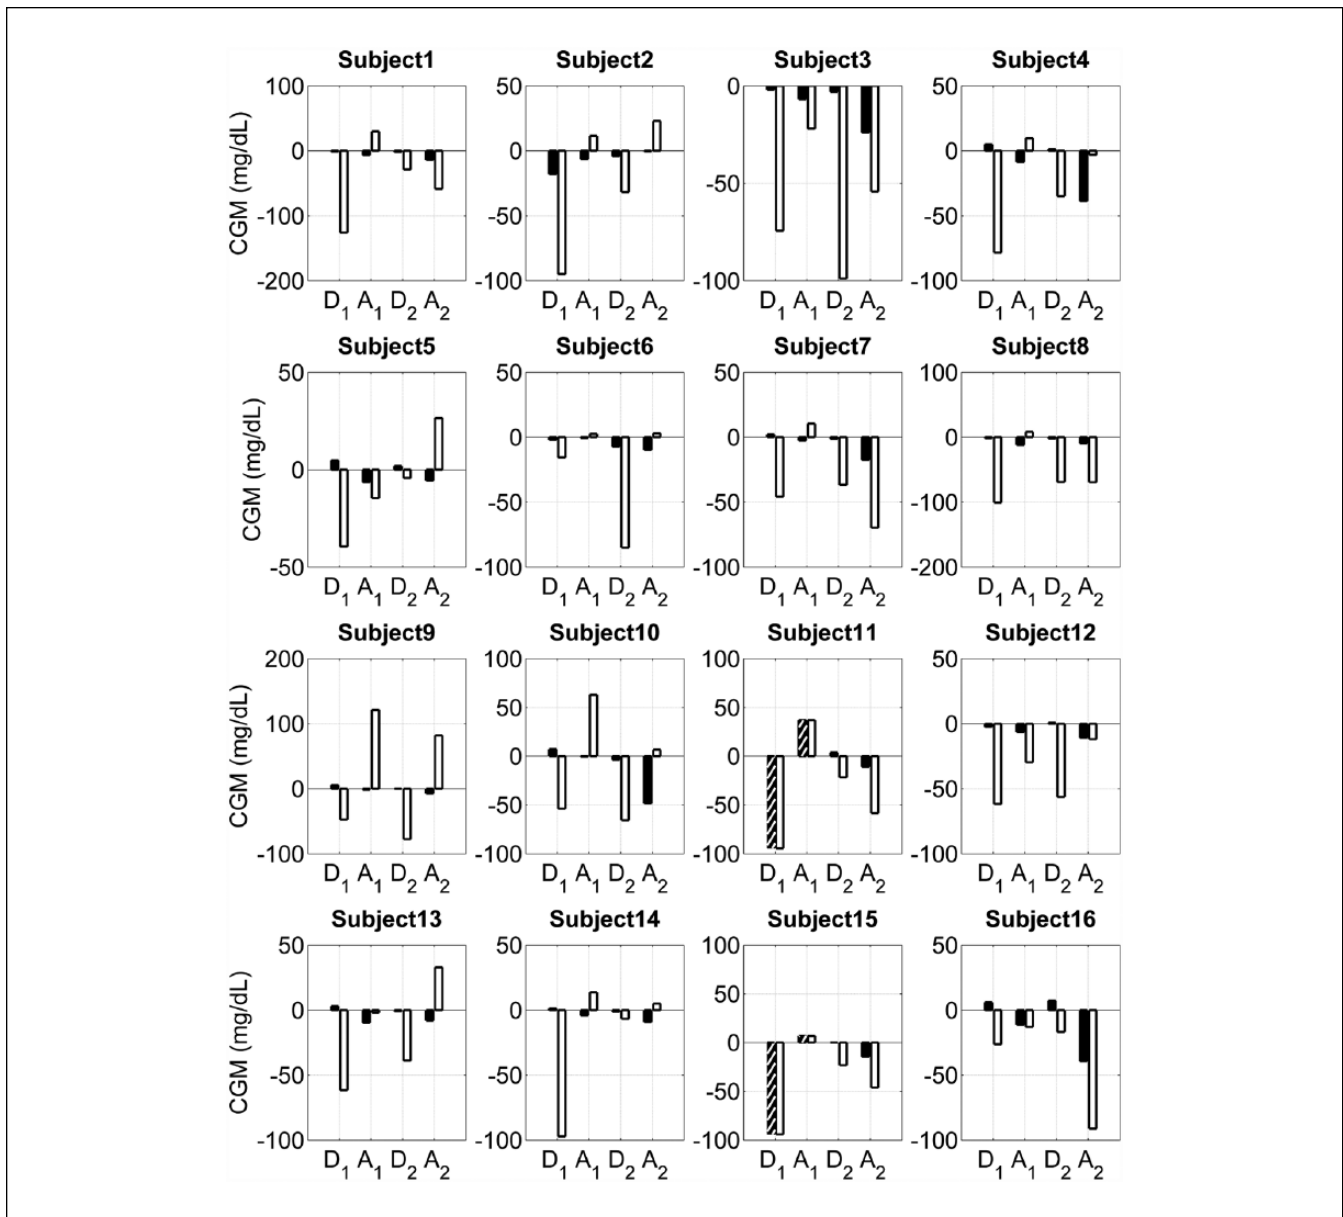 Subject1 Subject2 Subject3 Subject4
100 50 0 50
0 0 -50 0
-100 -50 -50
-200 -100 -100 -100
CGM (mg/dL)
D1 A1 D2 A2 D1 A1 D2 A2 D1 A1 D2 A2 D1 A1 D2 A2
Subject5 Subject6 Subject7 Subject8
50 50 50 100
0 0 0 0
-50 -50 -100
-50 -100 -100 -200
CGM (mg/dL)
D1 A1 D2 A2 D1 A1 D2 A2 D1 A1 D2 A2 D1 A1 D2 A2
Subject9 Subject10 Subject11 Subject12
200 100 100 50
100 50 50 0
0 0 0 -50
-50 -50
-100 -100 -100 -100
CGM (mg/dL)
D1 A1 D2 A2 D1 A1 D2 A2 D1 A1 D2 A2 D1 A1 D2 A2
Subject13 Subject14 Subject15 Subject16
50 50 100 50
50
0 0 0 0
-50 -50 -50 -50
-100 -100 -100 -100
CGM (mg/dL)
D1 A1 D2 A2 D1 A1 D2 A2 D1 A1 D2 A2 D1 A1 D2 A2